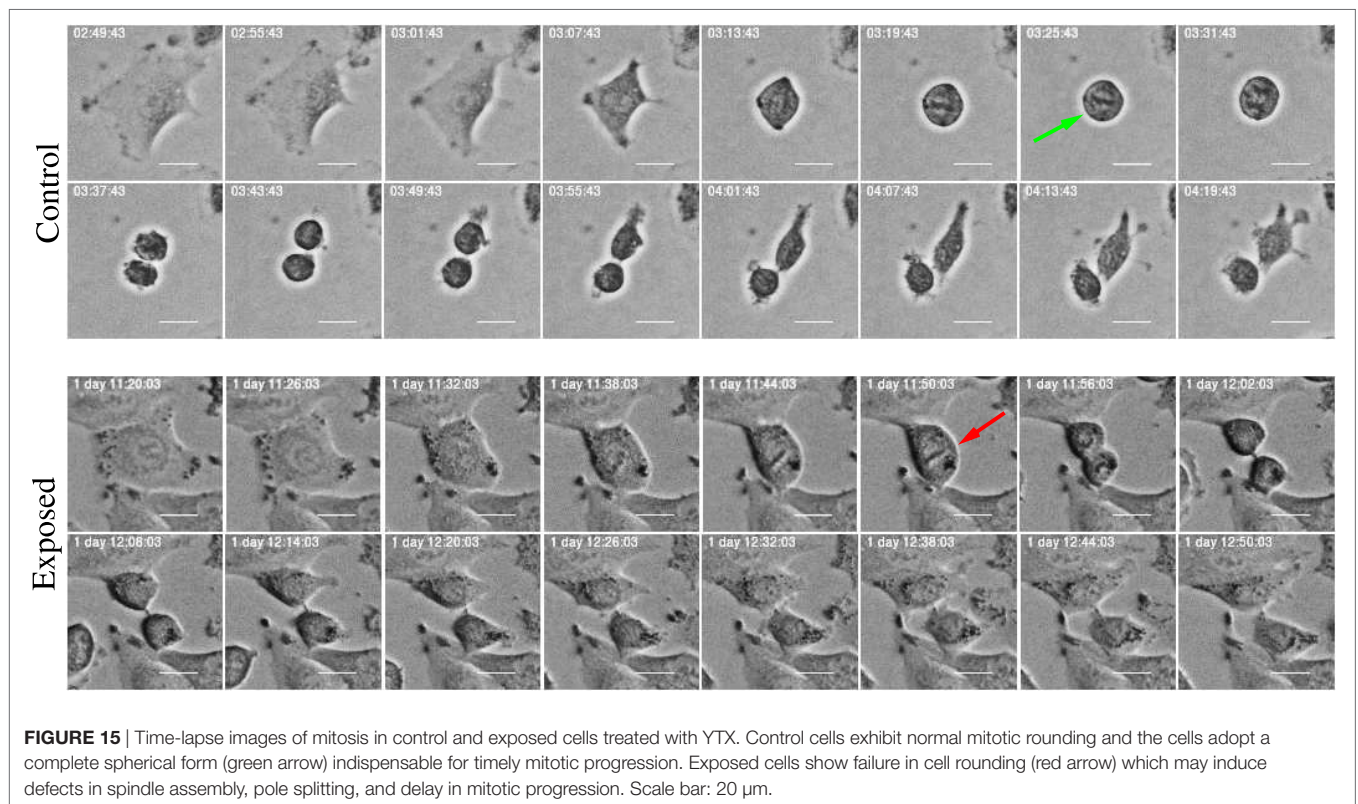 Control
02:49:43 02:55:43 03:01:43 03:07:43 03:13:43 03:19:43 03:25:43 03:31:43
03:37:43 03:43:43 03:49:43 03:55:43 04:01:43 04:07:43 04:13:43 04:19:43
Exposed
1 day 11:20:03 1 day 11:26:03 1 day 11:32:03 1 day 11:38:03 1 day 11:44:03 1 day 11:50:03 1 day 11:56:03 1 day 12:02:03
1 day 12:08:03 1 day 12:14:03 1 day 12:20:03 1 day 12:26:03 1 day 12:32:03 1 day 12:38:03 1 day 12:44:03 1 day 12:50:03
FIGURE 15 | Time-lapse images of mitosis in control and exposed cells treated with YTX. Control cells exhibit normal mitotic rounding and the cells adopt a
complete spherical form (green arrow) indispensable for timely mitotic progression. Exposed cells show failure in cell rounding (red arrow) which may induce
defects in spindle assembly, pole splitting, and delay in mitotic progression. Scale bar: 20 µm.